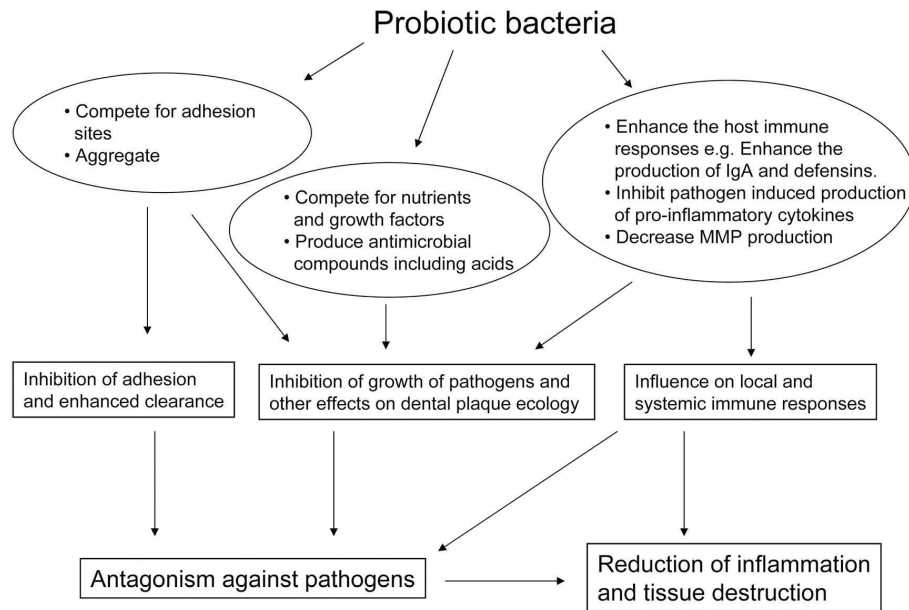 Probiotic bacteria
• Compete for adhesion
sites
• Aggregate
• Compete for nutrients
and growth factors
• Produce antimicrobial
compounds including acids
• Enhance the host immune
responses e.g. Enhance the
production of IgA and defensins.
• Inhibit pathogen induced production
of pro-inflammatory cytokines
• Decrease MMP production
Inhibition of adhesion
and enhanced clearance
Inhibition of growth of pathogens and
other effects on dental plaque ecology
Influence on local and
systemic immune responses
Antagonism against pathogens
Reduction of inflammation
and tissue destruction